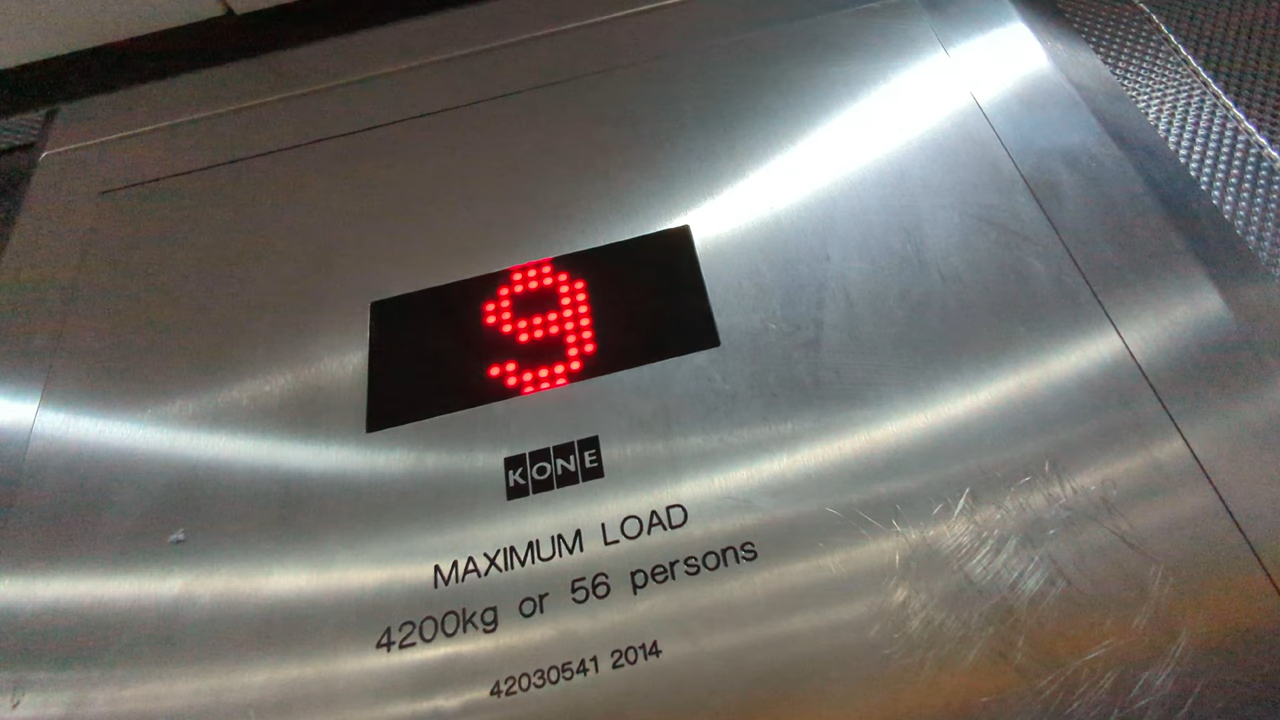 9
KONE
MAXIMUM LOAD
4200kg or 56 persons
42030541 2014